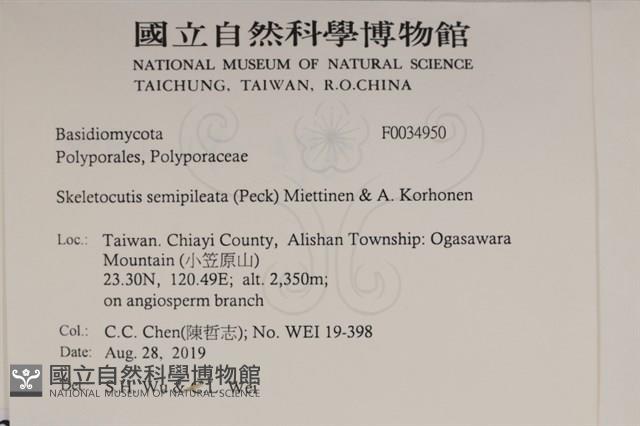 國立自然科學博物館
NATIONAL MUSEUM OF NATURAL SCIENCE
TAICHUNG, TAIWAN, R.O.CHINA
Basidiomycota F0034950
Polyporales, Polyporaceae
Skeletocutis semipileata (Peck) Miettinen & A. Korhonen
Loc.: Taiwan. Chiayi County, Alishan Township: Ogasawara
Mountain (小笠原山)
23.30N, 120.49E; alt. 2,350m;
on angiosperm branch
Col.: C.C. Chen(陳哲志); No. WEI 19-398
Date: Aug. 28, 2019
Det.: S.H. Wu & C.L. Wei
國立自然科學博物館
NATIONAL MUSEUM OF NATURAL SCIENCE